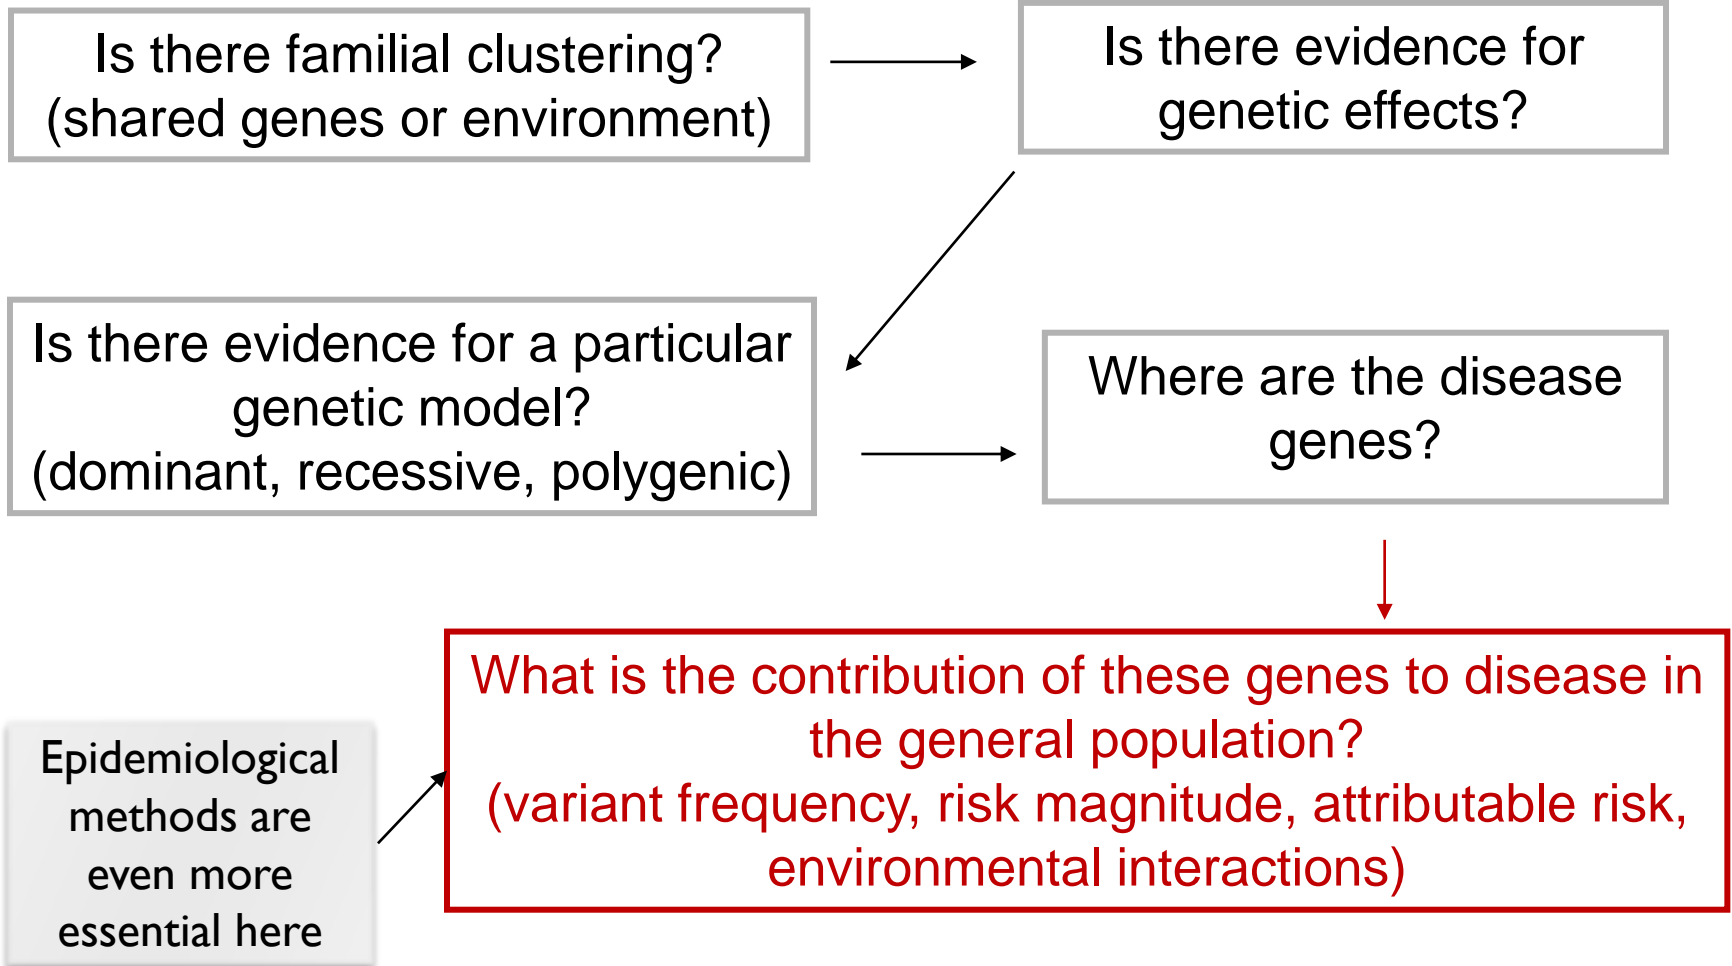 Is there familial clustering?
(shared genes or environment)
Is there evidence for
genetic effects?
Is there evidence for a particular
genetic model?
(dominant, recessive, polygenic)
Where are the disease
genes?
What is the contribution of these genes to disease in
the general population?
(variant frequency, risk magnitude, attributable risk,
environmental interactions)
Epidemiological
methods are
even more
essential here